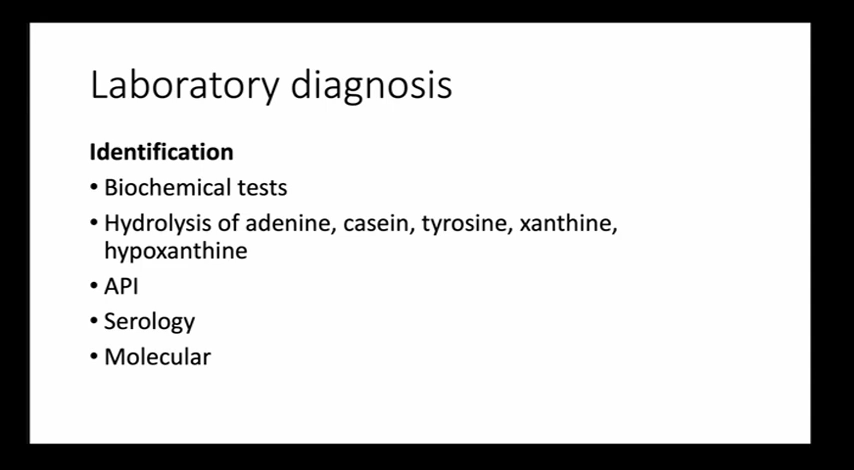 Laboratory diagnosis
Identification
• Biochemical tests
• Hydrolysis of adenine, casein, tyrosine, xanthine,
hypoxanthine
• API
• Serology
• Molecular